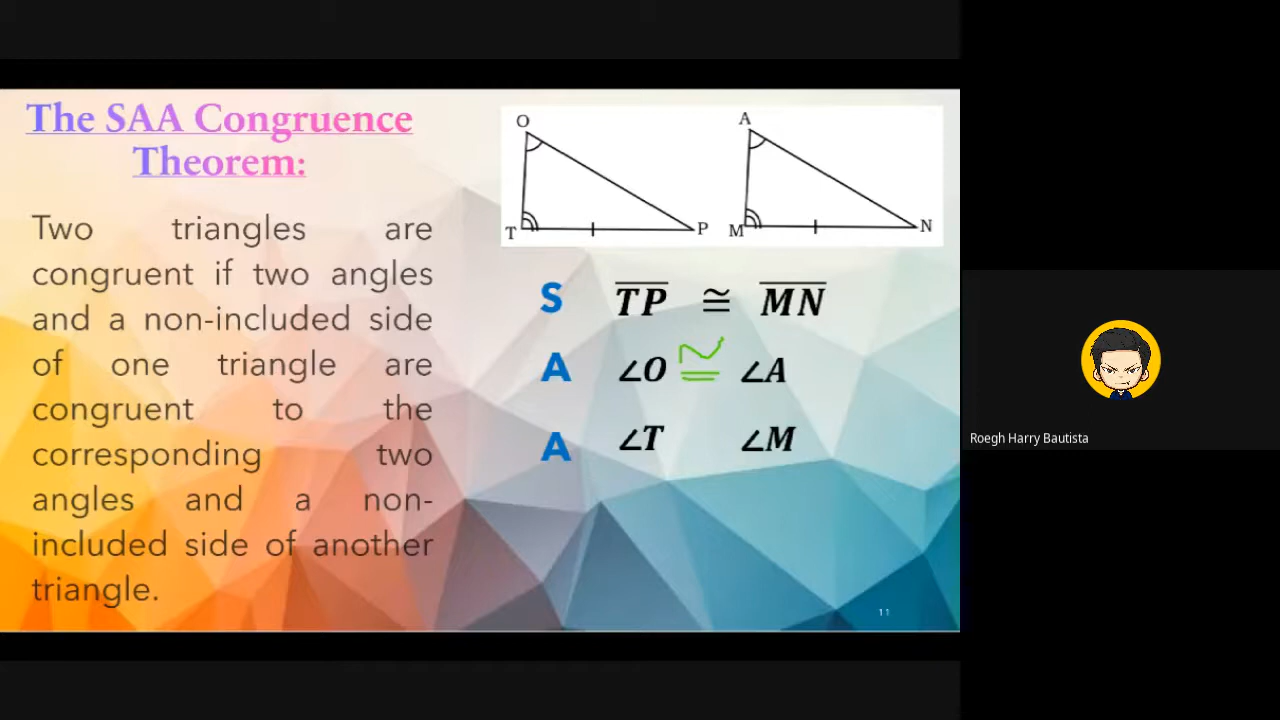 The SAA Congruence
Theorem:
Two triangles are
congruent if two angles
and a non-included side
of one triangle are
congruent to the
corresponding two
angles and a non-
included side of another
triangle.
O
A
T
P
M
N
S TP ≅ MN
A ∠O ≅ ∠A
A ∠T ∠M
11
Roegh Harry Bautista